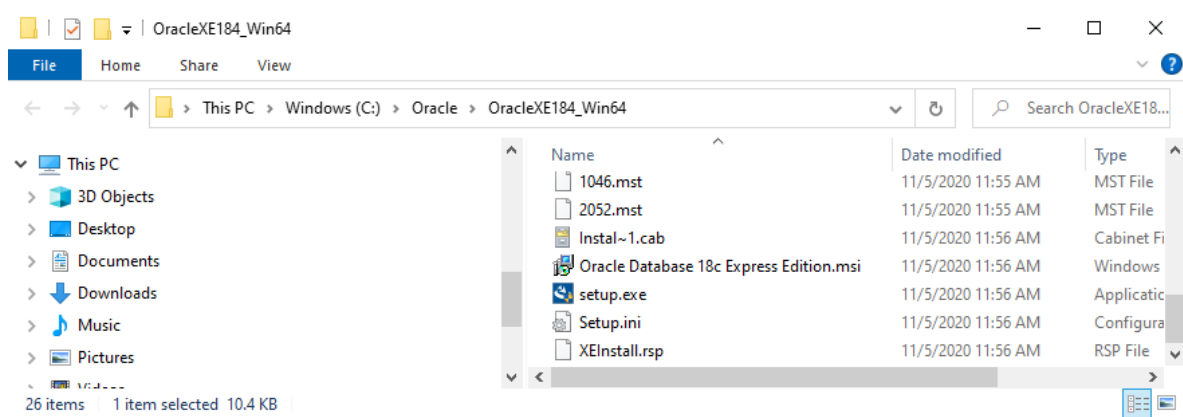 OracleXE184_Win64
File Home Share View
This PC > Windows (C:) > Oracle > OracleXE184_Win64
Search OracleXE18...
This PC
3D Objects
Desktop
Documents
Downloads
Music
Pictures
Name Date modified Type
1046.mst 11/5/2020 11:55 AM MST File
2052.mst 11/5/2020 11:55 AM MST File
Instal~1.cab 11/5/2020 11:56 AM Cabinet Fi
Oracle Database 18c Express Edition.msi 11/5/2020 11:56 AM Windows
setup.exe 11/5/2020 11:56 AM Applicatic
Setup.ini 11/5/2020 11:56 AM Configura
XEInstall.rsp 11/5/2020 11:56 AM RSP File
26 items 1 item selected 10.4 KB